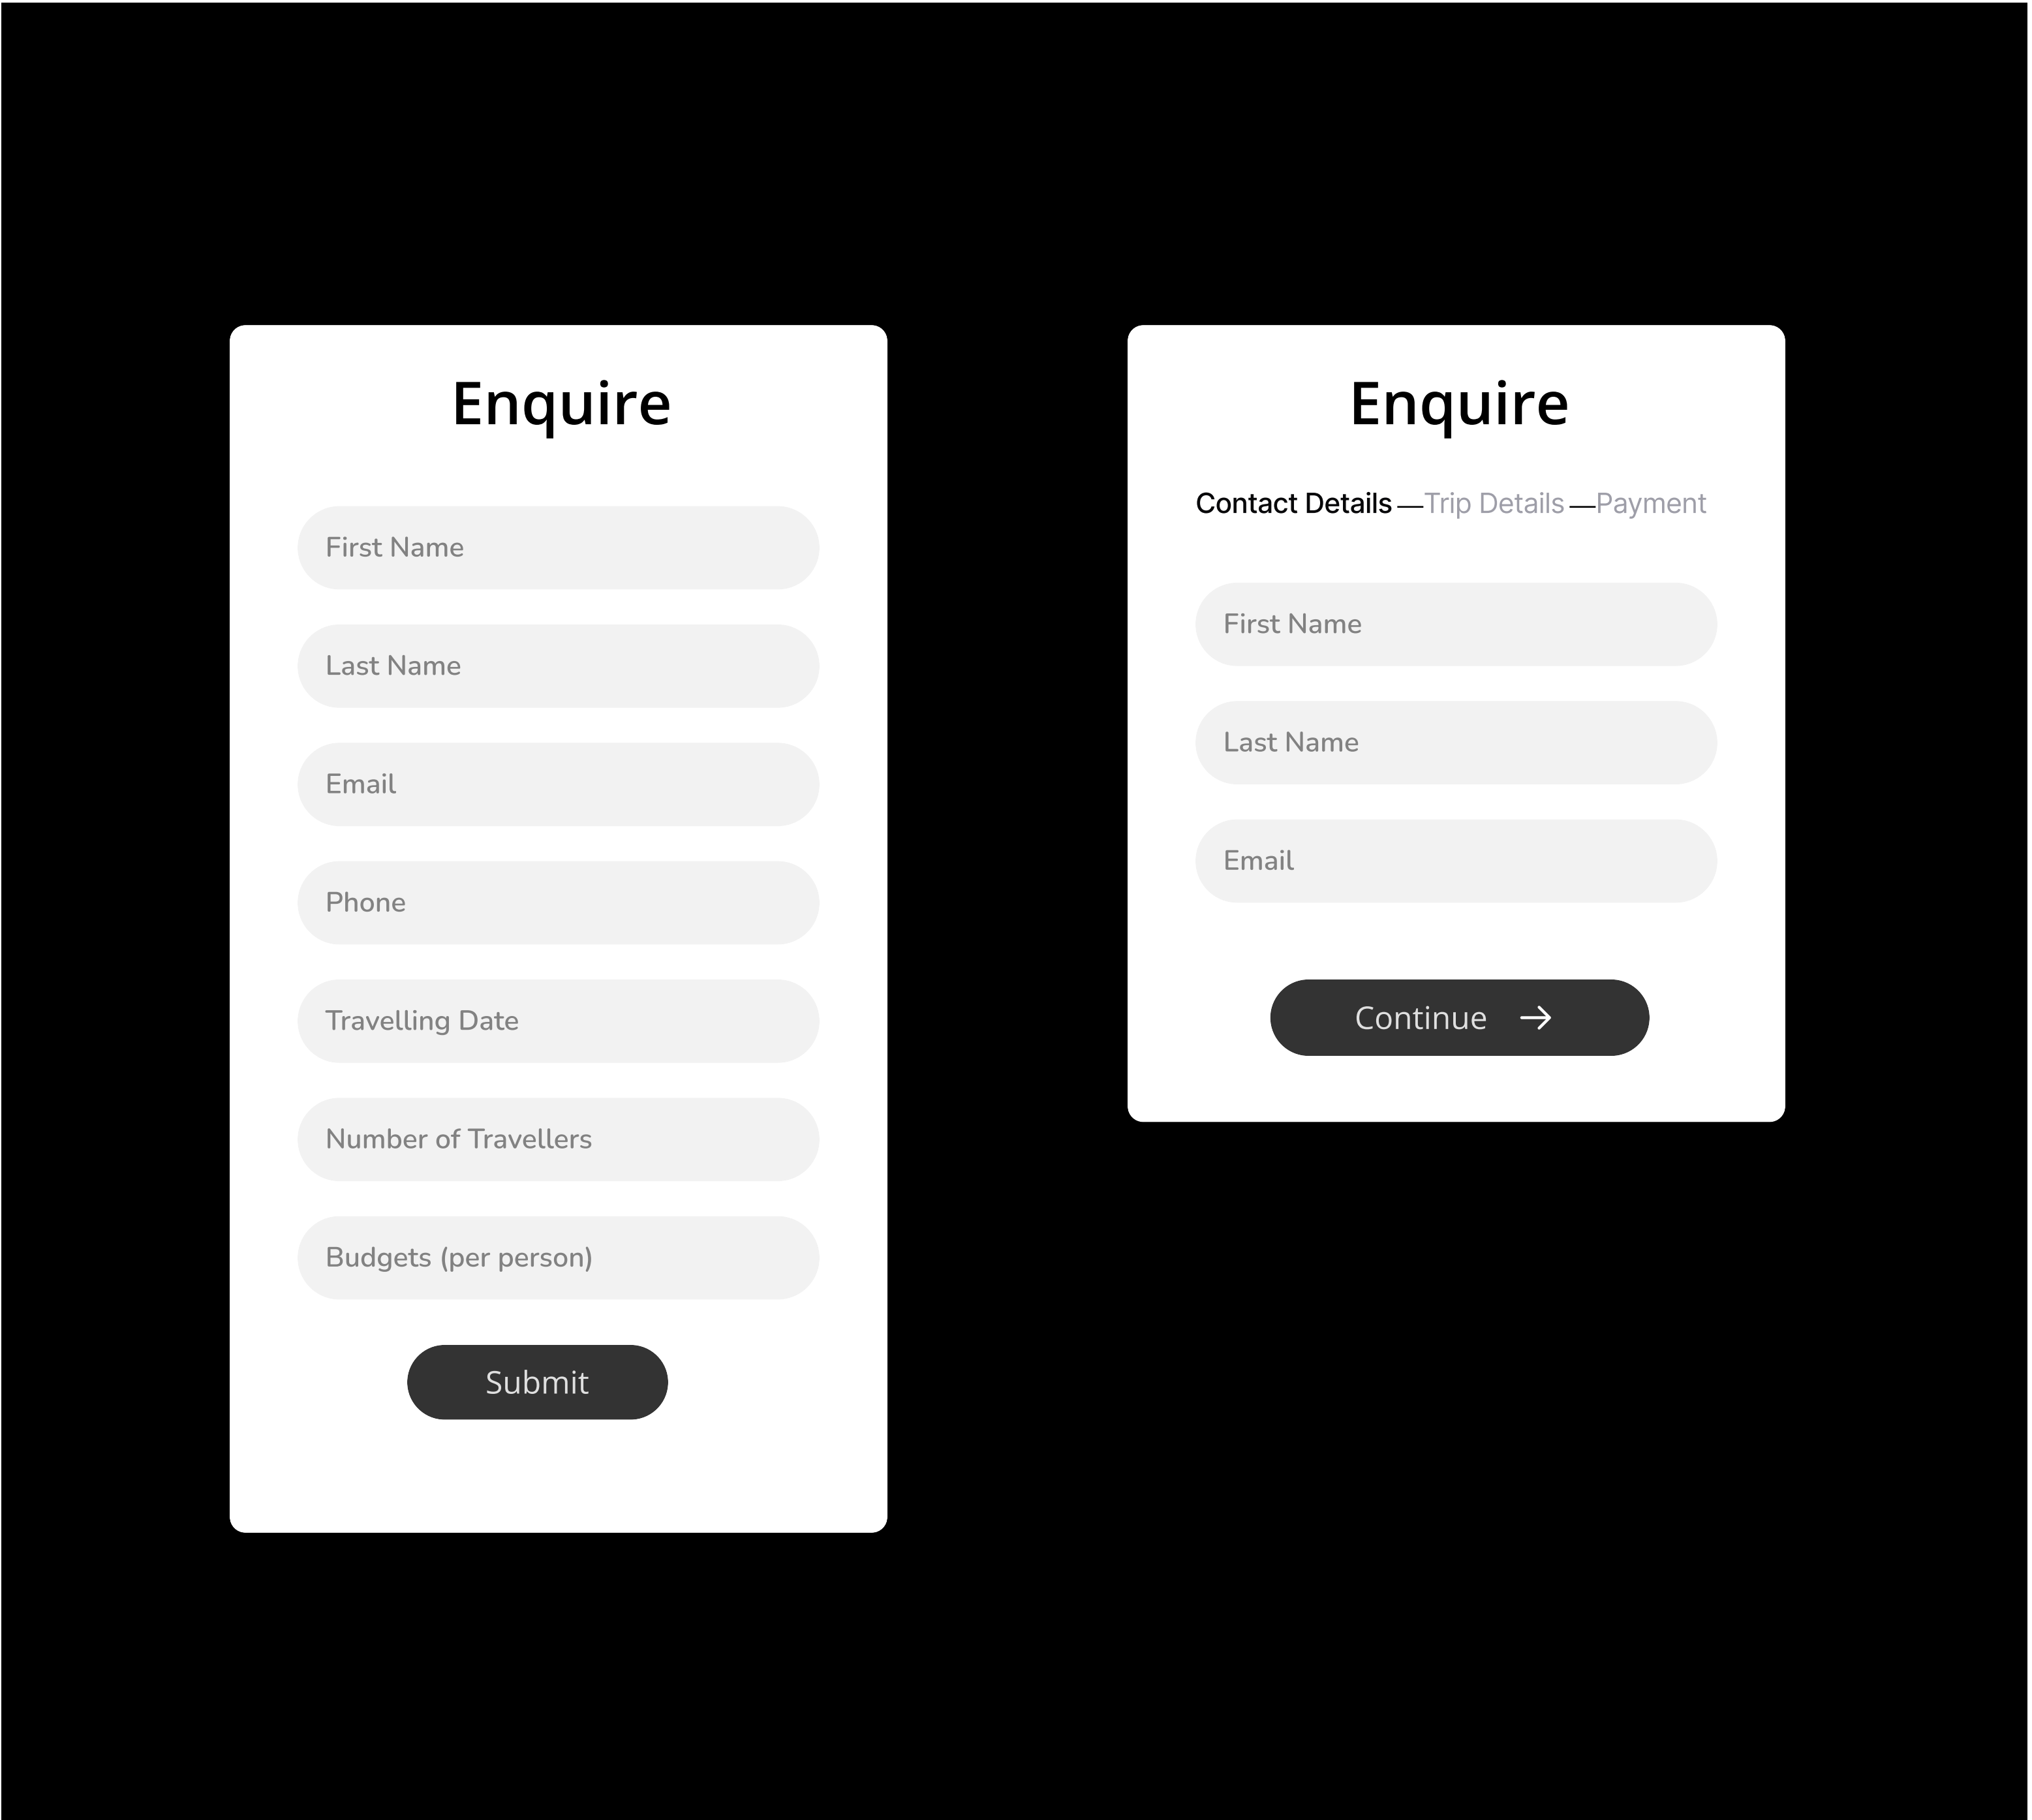 Enquire
First Name
Last Name
Email
Phone
Travelling Date
Number of Travellers
Budgets (per person)
Submit
Enquire
Contact Details — Trip Details — Payment
First Name
Last Name
Email
Continue →